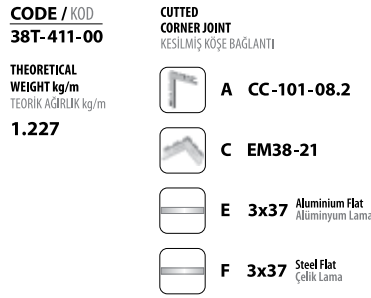 CODE / KOD
38T-411-00
THEORETICAL
WEIGHT kg/m
TEORİK AĞIRLIK kg/m
1.227
CUTTED
CORNER JOINT
KESİLMİŞ KÖŞE BAĞLANTI
A CC-101-08.2
C EM38-21
E 3x37 Aluminium Flat
Alüminyum Lama
F 3x37 Steel Flat
Çelik Lama